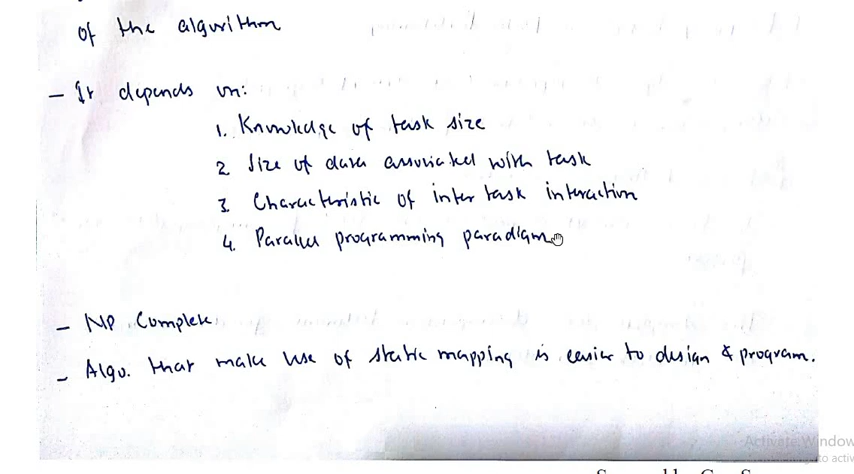 of the algorithm
- It depends on:
1. Knowledge of task size
2 Size of data associated with task
3 Characteristic of inter task interaction
4. Parallel programming paradigm
- NP Complete
- Algo. that make use of static mapping is easier to design & program.
Activate Window
to activ